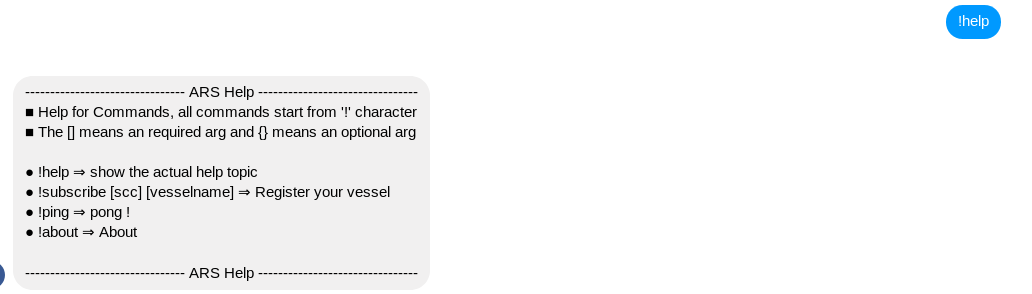 !help
-------------------------------- ARS Help --------------------------------
■ Help for Commands, all commands start from '!' character
■ The [] means an required arg and {} means an optional arg
● !help ⇒ show the actual help topic
● !subscribe [scc] [vesselname] ⇒ Register your vessel
● !ping ⇒ pong !
● !about ⇒ About
-------------------------------- ARS Help --------------------------------